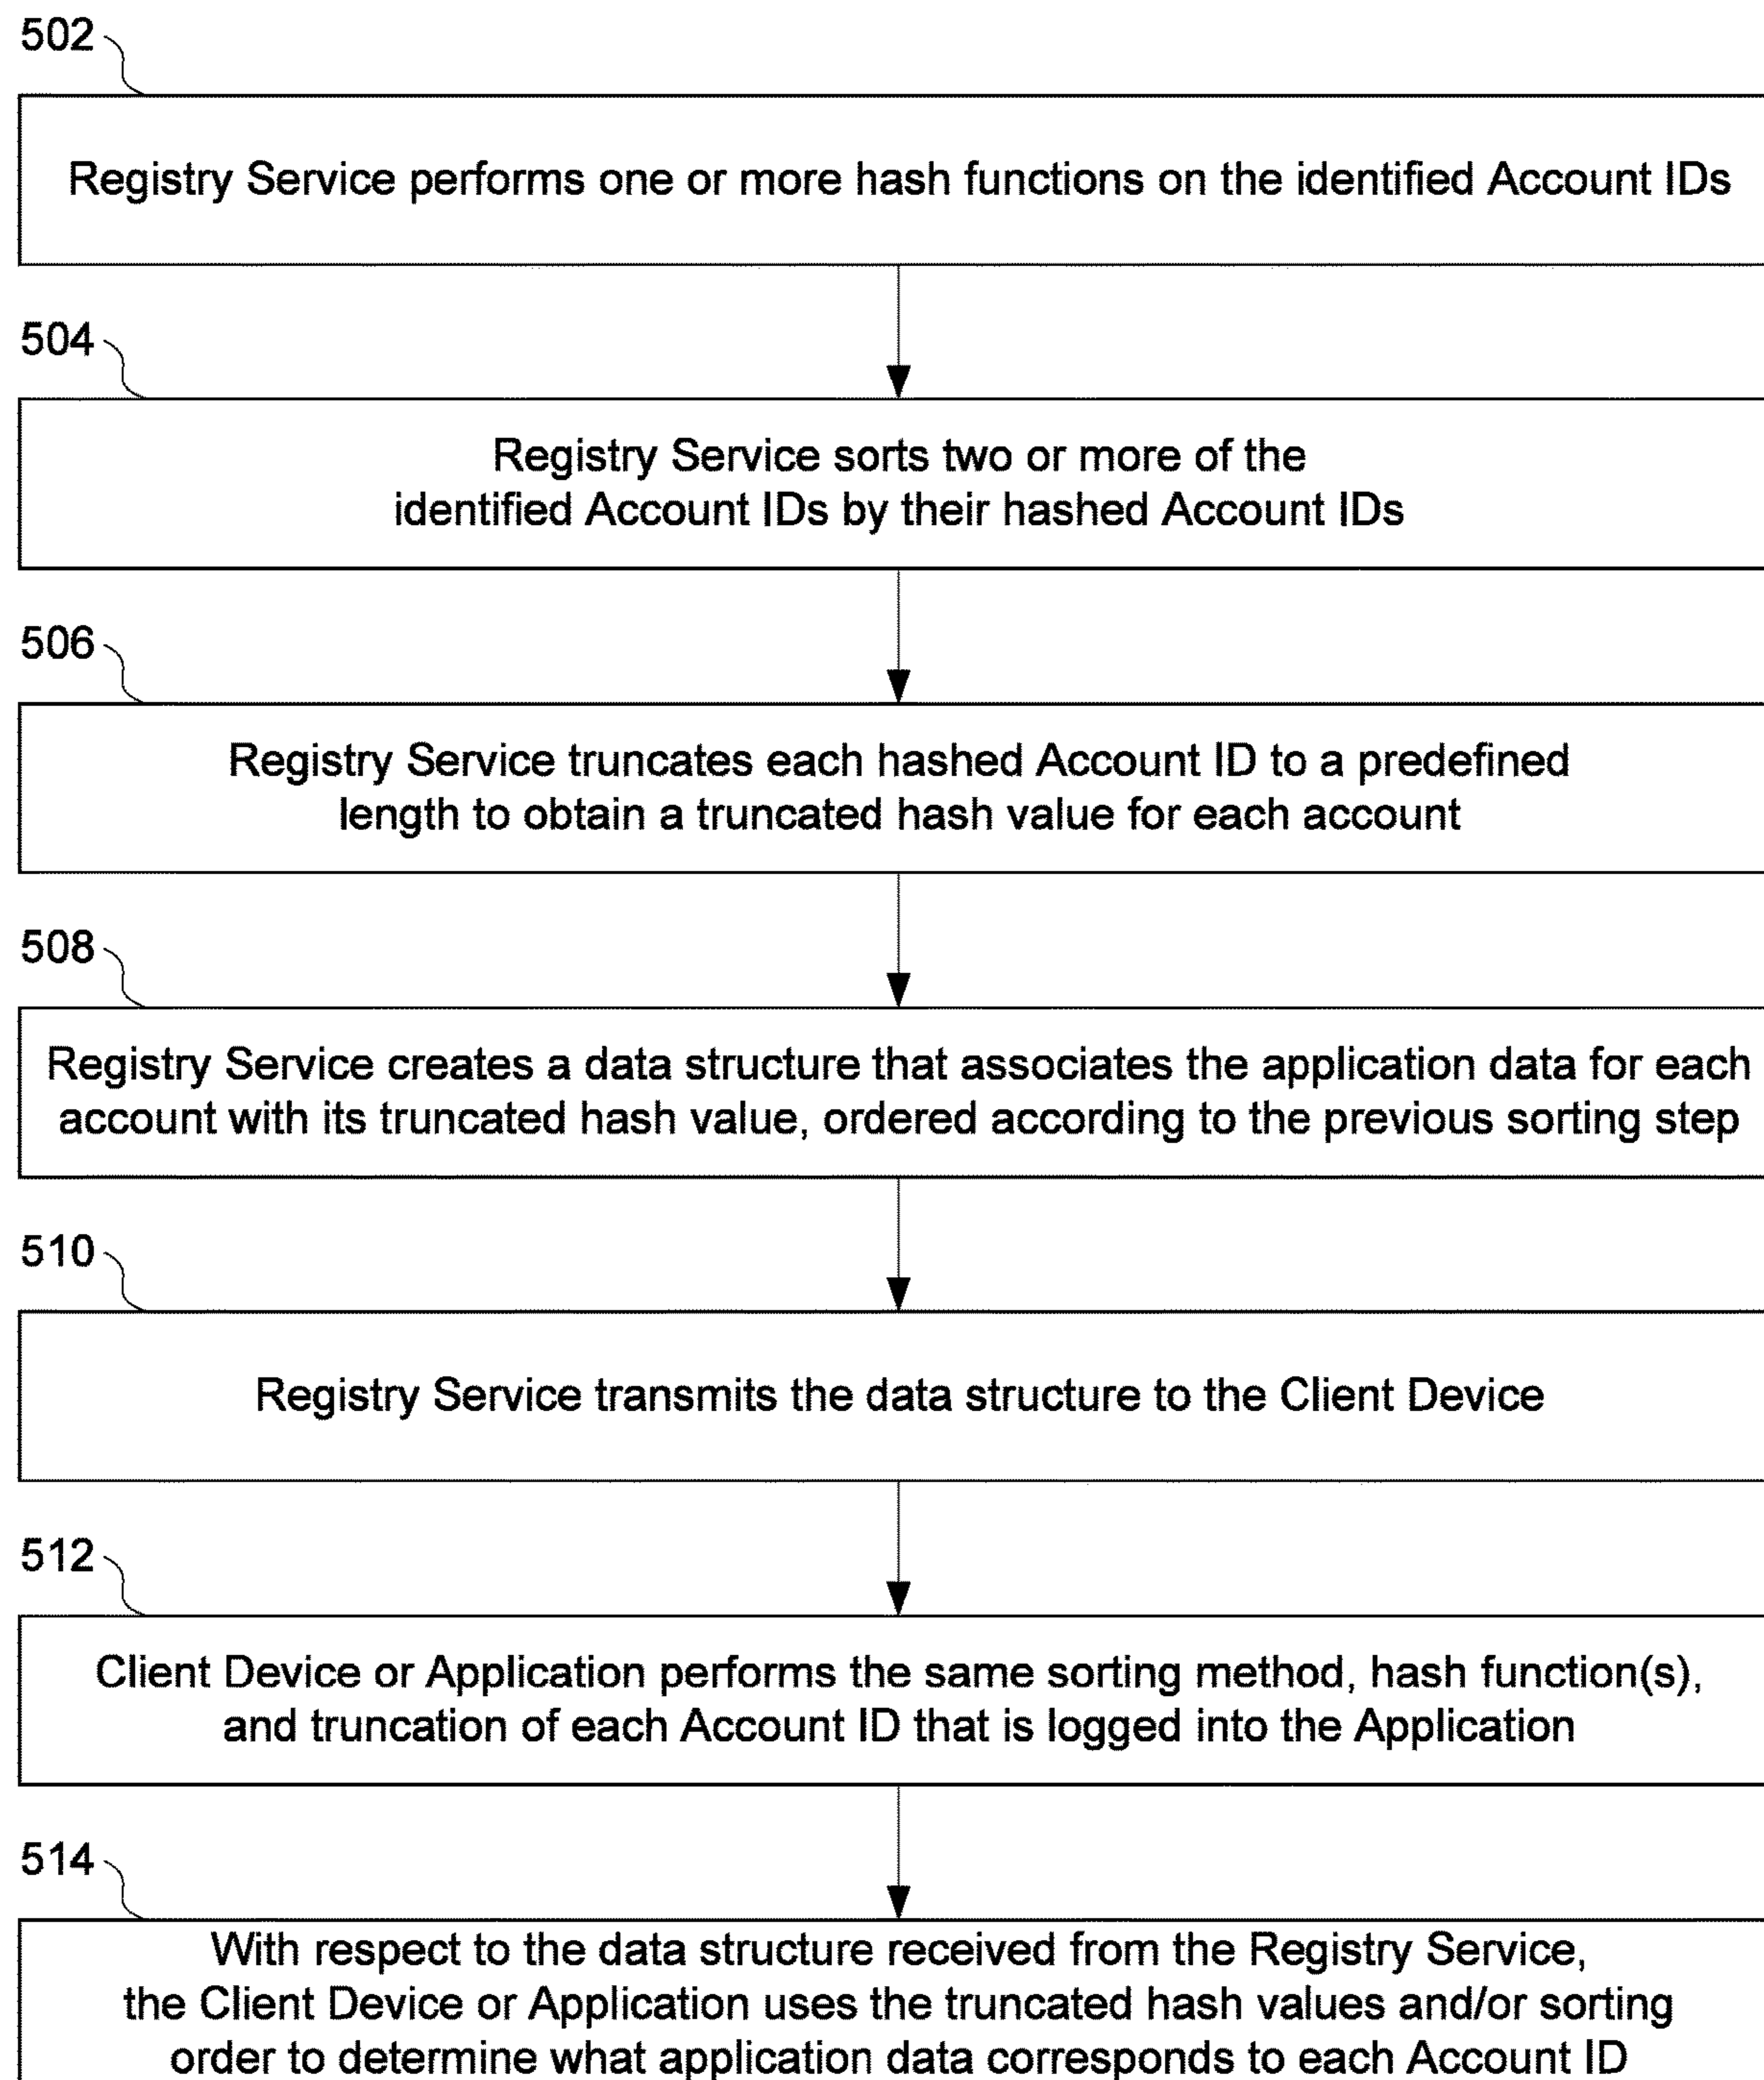 502
Registry Service performs one or more hash functions on the identified Account IDs
504
Registry Service sorts two or more of the
identified Account IDs by their hashed Account IDs
506
Registry Service truncates each hashed Account ID to a predefined
length to obtain a truncated hash value for each account
508
Registry Service creates a data structure that associates the application data for each
account with its truncated hash value, ordered according to the previous sorting step
510
Registry Service transmits the data structure to the Client Device
512
Client Device or Application performs the same sorting method, hash function(s),
and truncation of each Account ID that is logged into the Application
514
With respect to the data structure received from the Registry Service,
the Client Device or Application uses the truncated hash values and/or sorting
order to determine what application data corresponds to each Account ID